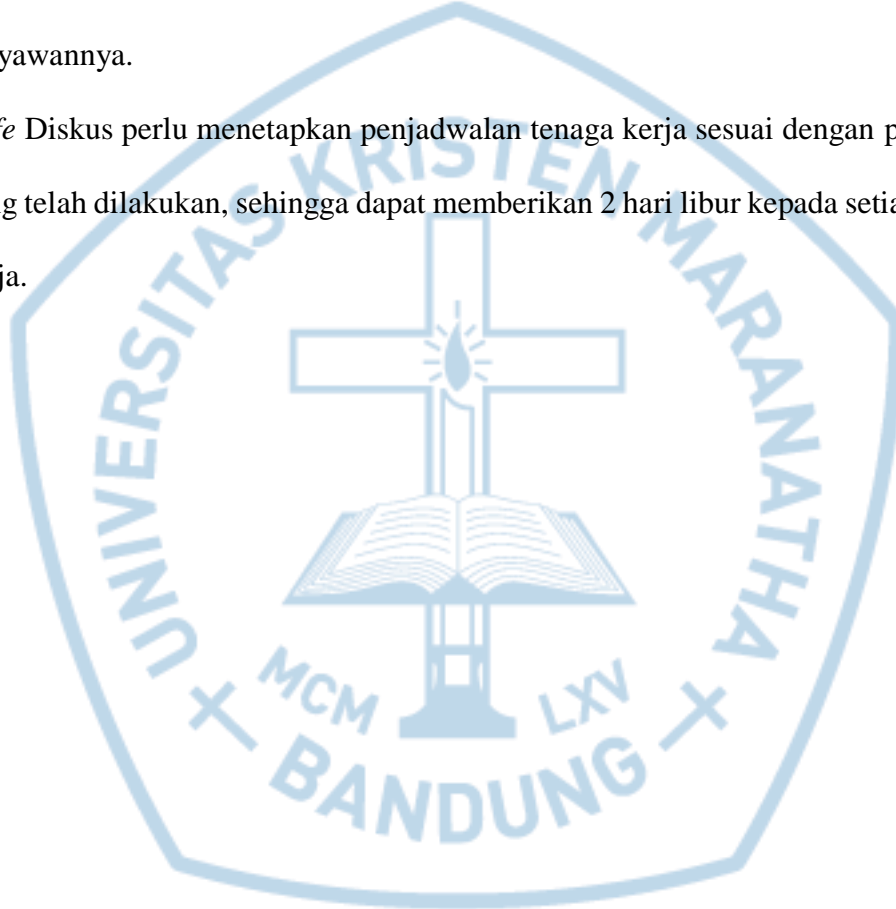 yawannya.
fe Diskus perlu menetapkan penjadwalan tenaga kerja sesuai dengan p
g telah dilakukan, sehingga dapat memberikan 2 hari libur kepada setia
ja.
UNIVERSITAS KRISTEN MARANATHA
MCM LXV
BANDUNG